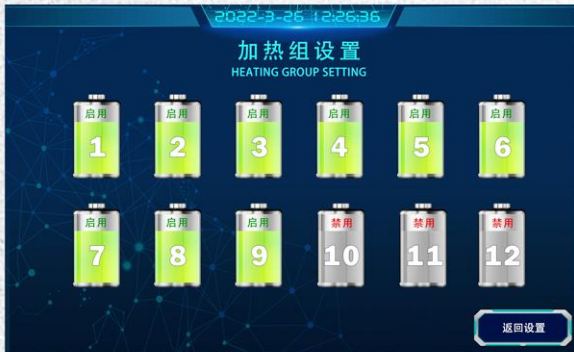 2022-3-26 12:26:36
加热组设置
HEATING GROUP SETTING
启用 启用 启用 启用 启用 启用
1 2 3 4 5 6
启用 启用 启用 禁用 禁用 禁用
7 8 9 10 11 12
返回设置